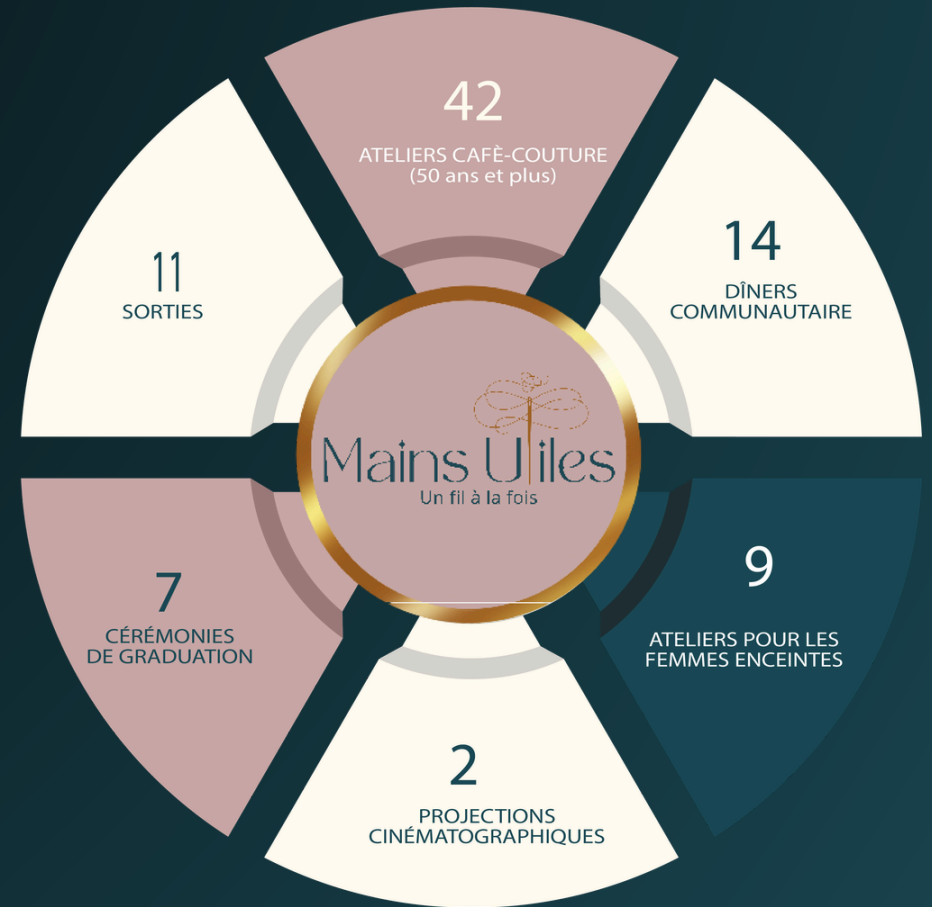 42
ATELIERS CAFÈ-COUTURE
(50 ans et plus)
14
DÎNERS
COMMUNAUTAIRE
9
ATELIERS POUR LES
FEMMES ENCEINTES
2
PROJECTIONS
CINÉMATOGRAPHIQUES
7
CÉRÉMONIES
DE GRADUATION
11
SORTIES
Mains Utiles
Un fil à la fois